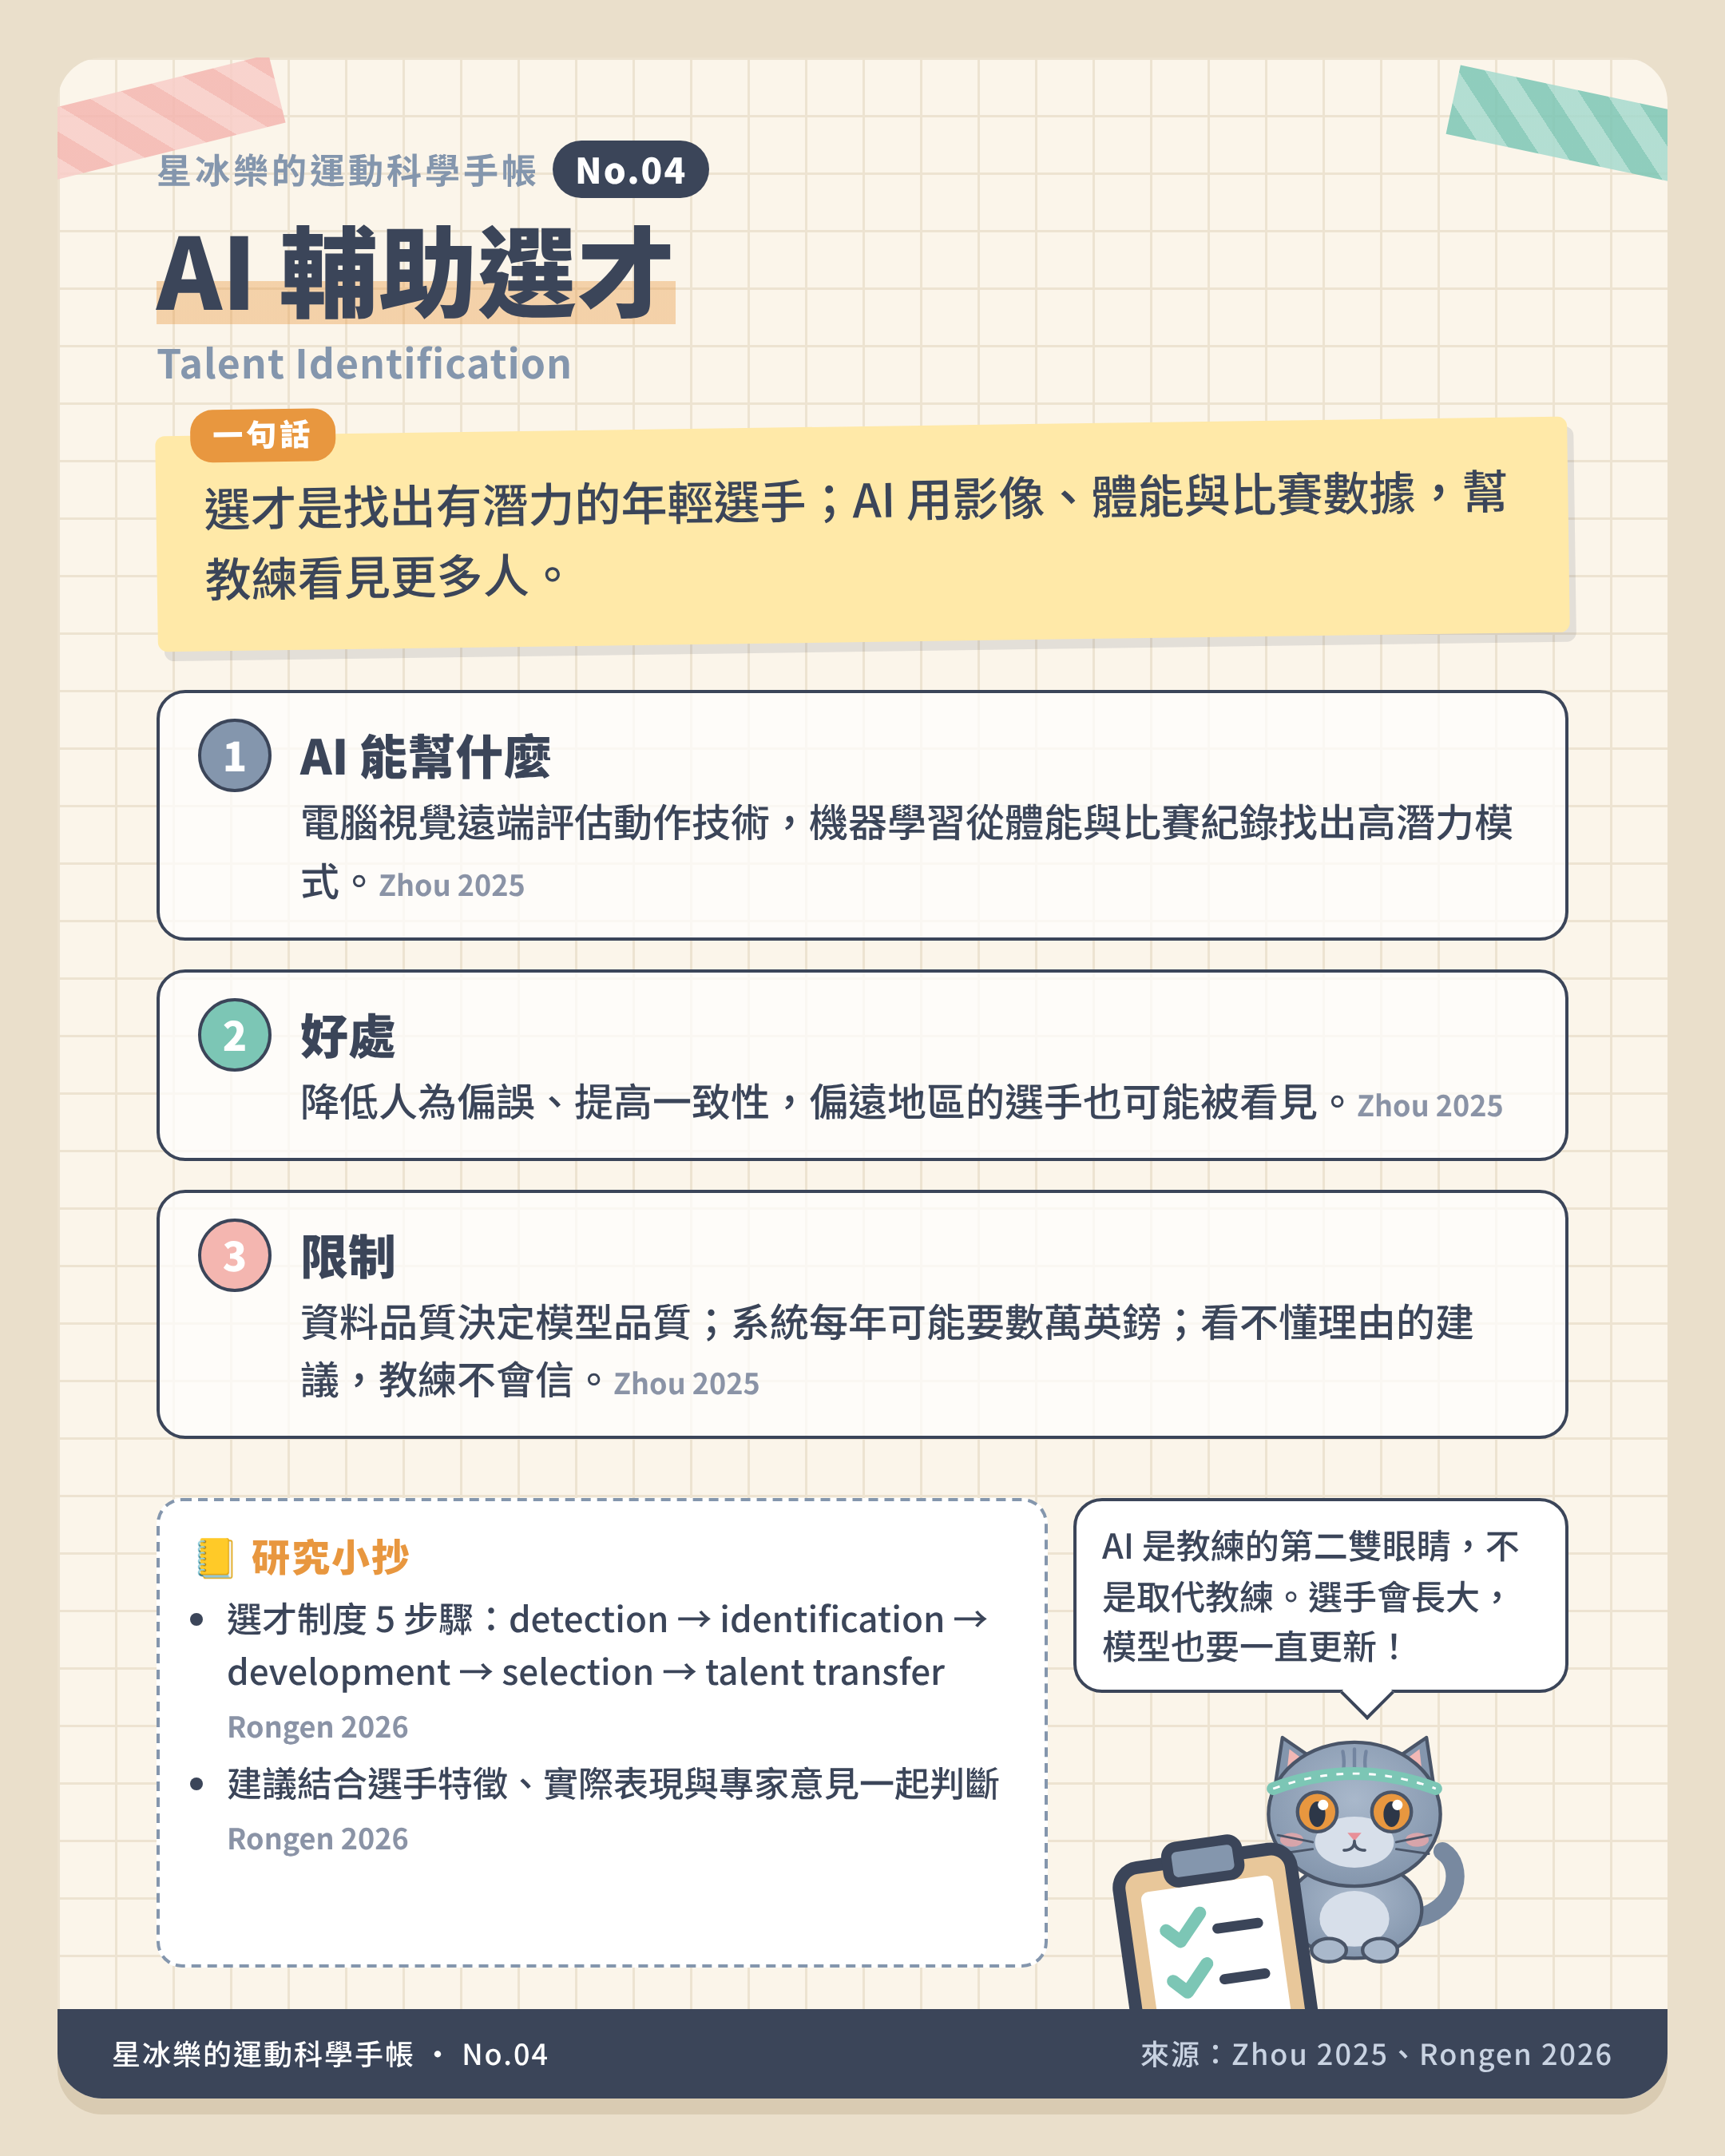 星冰樂的運動科學手帳 No.04
AI 輔助選才
Talent Identification
一句話
選才是找出有潛力的年輕選手；AI 用影像、體能與比賽數據，幫
教練看見更多人。
1 AI 能幫什麼
電腦視覺遠端評估動作技術，機器學習從體能與比賽紀錄找出高潛力模
式。Zhou 2025
2 好處
降低人為偏誤、提高一致性，偏遠地區的選手也可能被看見。Zhou 2025
3 限制
資料品質決定模型品質；系統每年可能要數萬英鎊；看不懂理由的建
議，教練不會信。Zhou 2025
📒 研究小抄
• 選才制度 5 步驟：detection → identification →
development → selection → talent transfer
Rongen 2026
• 建議結合選手特徵、實際表現與專家意見一起判斷
Rongen 2026
AI 是教練的第二雙眼睛，不
是取代教練。選手會長大，
模型也要一直更新！
星冰樂的運動科學手帳 · No.04
來源：Zhou 2025、Rongen 2026